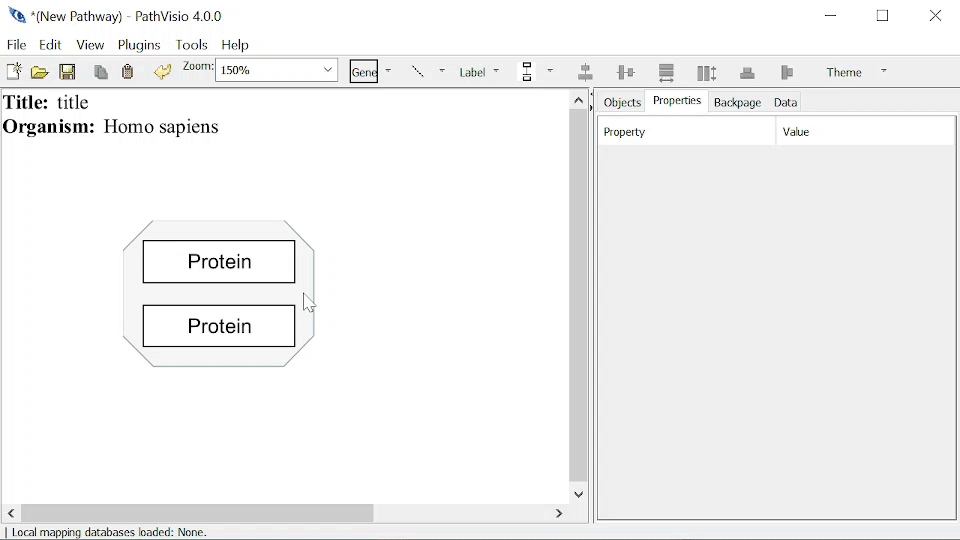 *(New Pathway) - PathVisio 4.0.0
File Edit View Plugins Tools Help
Zoom: 150% Gene Label Theme
Title: title
Organism: Homo sapiens
Protein
Protein
Objects Properties Backpage Data
Property Value
Local mapping databases loaded: None.